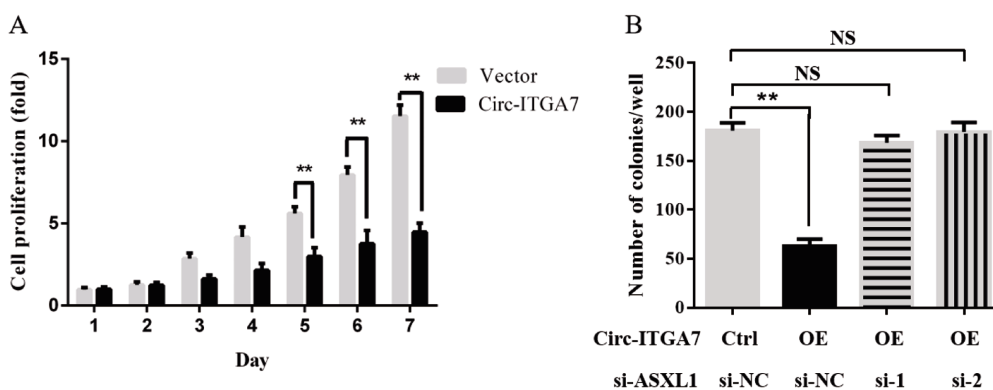 A
Cell proliferation (fold)
15
10
5
0
1 2 3 4 5 6 7
Day
** ** **
Vector
Circ-ITGA7
B
Number of colonies/well
250
200
150
100
50
0
NS
NS
**
Circ-ITGA7 Ctrl OE OE OE
si-ASXL1 si-NC si-NC si-1 si-2